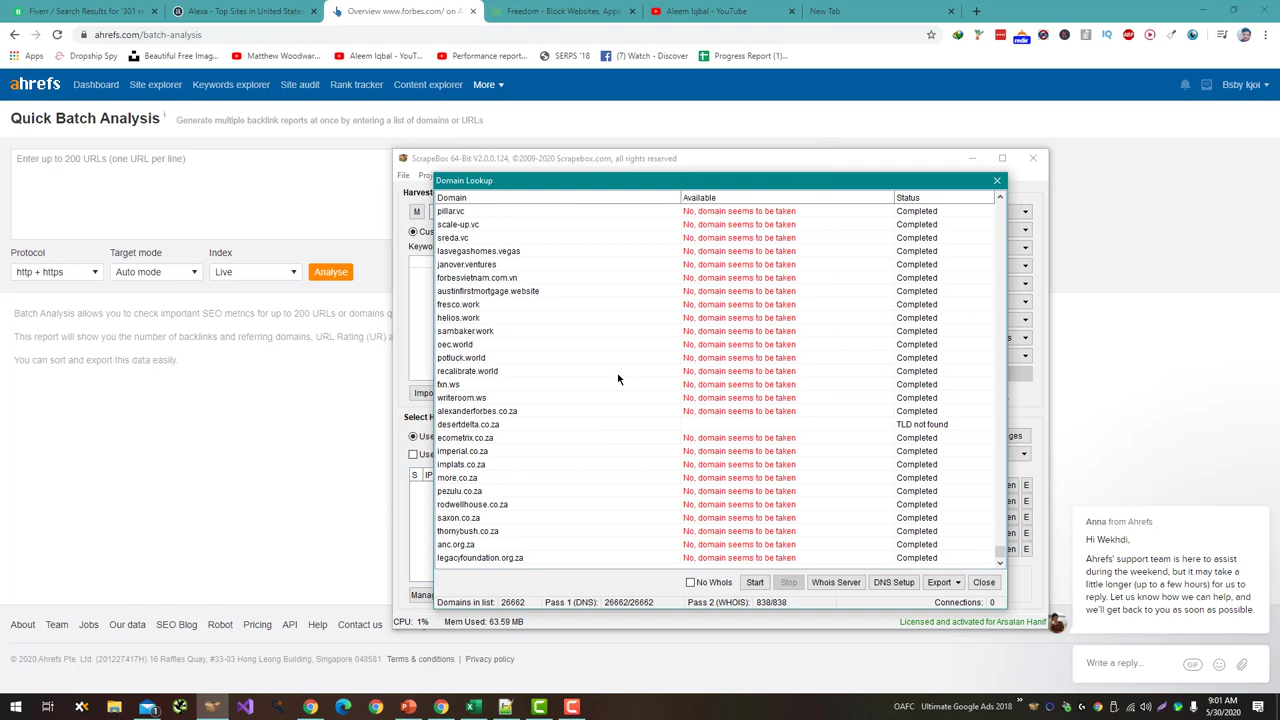 Fiverr / Search Results for '301 r
Alexa - Top Sites in United States
Overview www.forbes.com/ on A
Freedom - Block Websites, Apps,
Aleem Iqbal - YouTube
New Tab
ahrefs.com/batch-analysis
Apps
Dropship Spy
Beautiful Free Imag...
Matthew Woodwar...
Aleem Iqbal - YouT...
Performance report...
SERPS '18
(7) Watch - Discover
Progress Report (1)...
ahrefs
Dashboard
Site explorer
Keywords explorer
Site audit
Rank tracker
Content explorer
More
Bsby kjoi
Quick Batch Analysis i
Generate multiple backlink reports at once by entering a list of domains or URLs
Enter up to 200 URLs (one URL per line)
Protocol Target mode Index
http + https Auto mode Live Analyse
Batch Analysis allows you to check important SEO metrics for up to 200 URLs or domains q
This report will show you the number of backlinks and referring domains, URL Rating (UR) a
You can sort and export this data easily.
ScrapeBox 64-Bit V2.0.0.124, ©2009-2020 Scrapebox.com, all rights reserved
File Proj
Harves
M
Cus
Keywo
Impo
Select H
Use
Use
S IP
Manag
s
ges
en E
en E
en E
en E
en E
Domain Lookup
Domain Available Status
pillar.vc No, domain seems to be taken Completed
scale-up.vc No, domain seems to be taken Completed
sreda.vc No, domain seems to be taken Completed
lasvegashomes.vegas No, domain seems to be taken Completed
janover.ventures No, domain seems to be taken Completed
forbesvietnam.com.vn No, domain seems to be taken Completed
austinfirstmortgage.website No, domain seems to be taken Completed
fresco.work No, domain seems to be taken Completed
helios.work No, domain seems to be taken Completed
sambaker.work No, domain seems to be taken Completed
oec.world No, domain seems to be taken Completed
potluck.world No, domain seems to be taken Completed
recalibrate.world No, domain seems to be taken Completed
fxn.ws No, domain seems to be taken Completed
writeroom.ws No, domain seems to be taken Completed
alexanderforbes.co.za No, domain seems to be taken Completed
desertdelta.co.za TLD not found
ecometrix.co.za No, domain seems to be taken Completed
imperial.co.za No, domain seems to be taken Completed
implats.co.za No, domain seems to be taken Completed
more.co.za No, domain seems to be taken Completed
pezulu.co.za No, domain seems to be taken Completed
rodwellhouse.co.za No, domain seems to be taken Completed
saxon.co.za No, domain seems to be taken Completed
thornybush.co.za No, domain seems to be taken Completed
anc.org.za No, domain seems to be taken Completed
legacyfoundation.org.za No, domain seems to be taken Completed
No WhoIs Start Stop Whois Server DNS Setup Export Close
Domains in list: 26662 Pass 1 (DNS): 26662/26662 Pass 2 (WHOIS): 838/838 Connections: 0
CPU: 1% Mem Used: 63.59 MB Licensed and activated for Arsalan Hanif
Anna from Ahrefs
Hi Wekhdi,
Ahrefs' support team is here to assist
during the weekend, but it may take a
little longer (up to a few hours) for us to
reply. Let us know how we can help, and
we'll get back to you as soon as possible.
Write a reply...
GIF
About Team Jobs Our data SEO Blog Robot Pricing API Help Contact us
© 2020 Ahrefs Pte. Ltd. (201227417H) 16 Raffles Quay, #33-03 Hong Leong Building, Singapore 048581 Terms & conditions Privacy policy
OAFC Ultimate Google Ads 2018
9:01 AM
5/30/2020